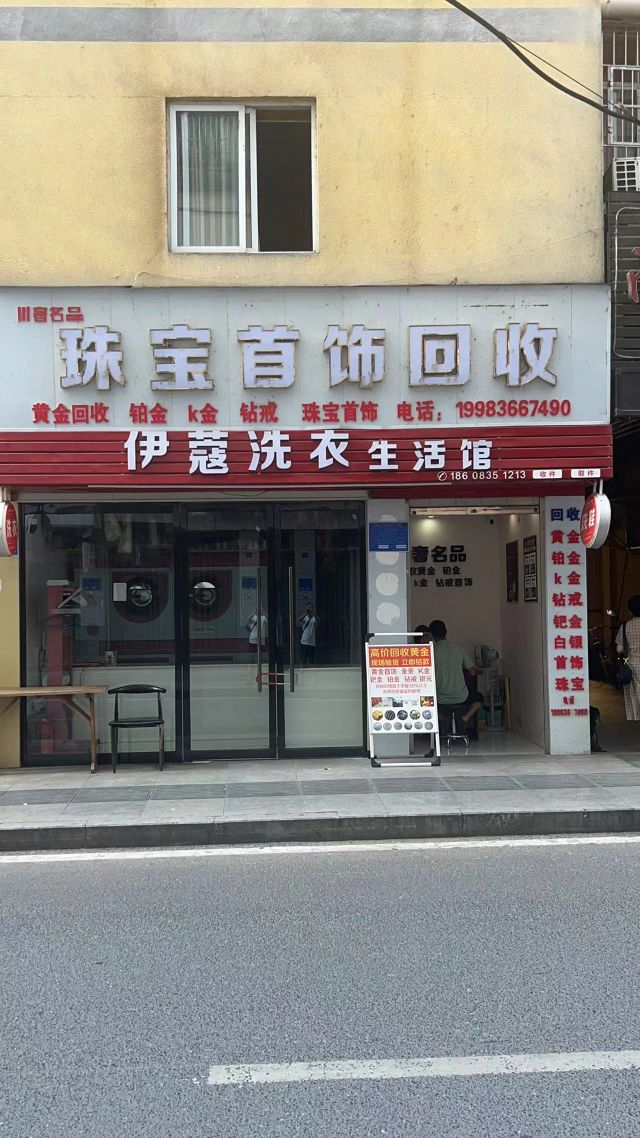 川奢名品
珠宝首饰回收
黄金回收 铂金 k金 钻戒 珠宝首饰 电话：19983667490
伊蔻洗衣生活馆
186 0835 1213 收件 取件
洗衣
奢名品
收黄金 铂金
k金 钻戒首饰
高价回收黄金
现场验货 立即结款
黄金首饰 金条 K金
钯金 铂金 钻戒 银元
回收
黄金
铂金
k金
钻戒
钯金
白银
首饰
珠宝
电话